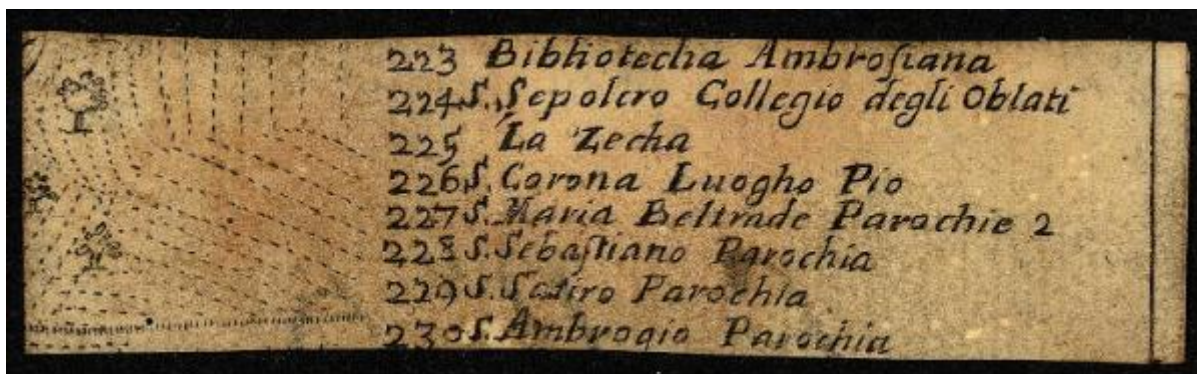 223 Bibliotecha Ambroſiana
224 S. Sepolcro Collegio degli Oblati
225 La Zecha
226 S. Corona Luogho Pio
227 S. Maria Beltrade Parochie 2
228 S. Sebaſtiano Parochia
229 S. Satiro Parochia
230 S. Ambrogio Parochia